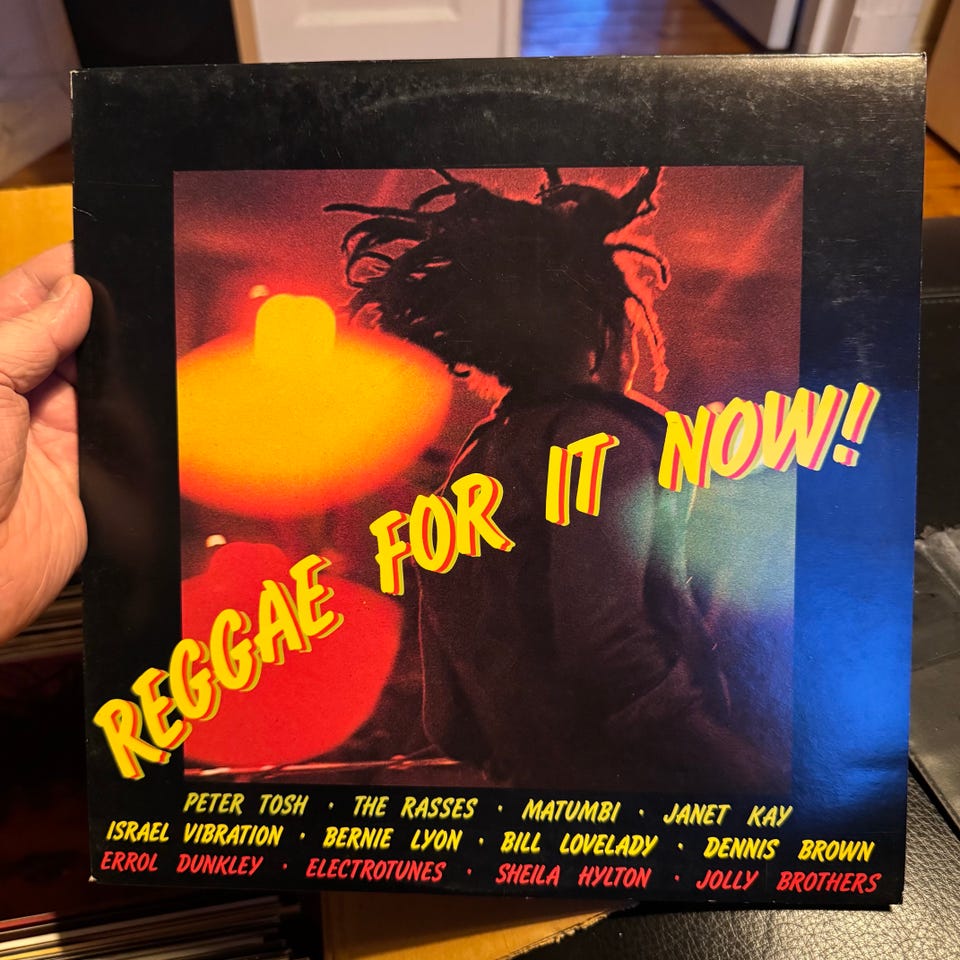 REGGAE FOR IT NOW!
PETER TOSH · THE RASSES · MATUMBI · JANET KAY
ISRAEL VIBRATION · BERNIE LYON · BILL LOVELADY · DENNIS BROWN
ERROL DUNKLEY · ELECTROTUNES · SHEILA HYLTON · JOLLY BROTHERS